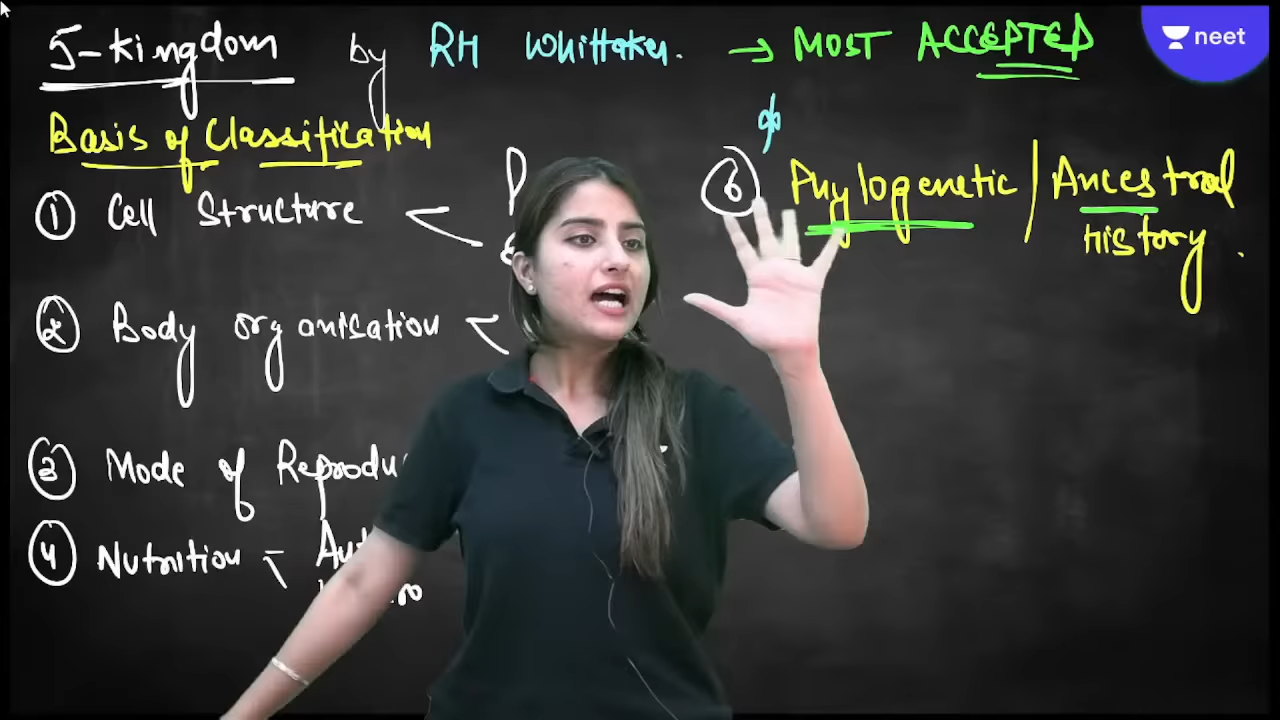 5-kingdom by RH Whittaker. → MOST ACCEPTED
neet
Basis of Classification
① Cell Structure
② Body organisation
③ Mode of Reprodu
④ Nutrition Aut
⑥ Phylogenetic / Ancestral
History.